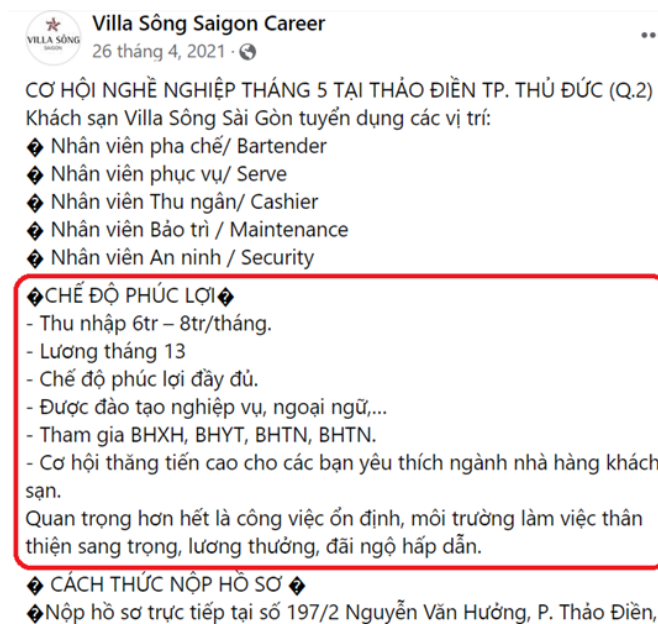 VILLA SÔNG
SAIGON
Villa Sông Saigon Career
26 tháng 4, 2021 ·
CƠ HỘI NGHỀ NGHIỆP THÁNG 5 TẠI THẢO ĐIỀN TP. THỦ ĐỨC (Q.2)
Khách sạn Villa Sông Sài Gòn tuyển dụng các vị trí:
� Nhân viên pha chế/ Bartender
� Nhân viên phục vụ/ Serve
� Nhân viên Thu ngân/ Cashier
� Nhân viên Bảo trì / Maintenance
� Nhân viên An ninh / Security
�CHẾ ĐỘ PHÚC LỢI�
- Thu nhập 6tr – 8tr/tháng.
- Lương tháng 13
- Chế độ phúc lợi đầy đủ.
- Được đào tạo nghiệp vụ, ngoại ngữ,...
- Tham gia BHXH, BHYT, BHTN, BHTN.
- Cơ hội thăng tiến cao cho các bạn yêu thích ngành nhà hàng khách
sạn.
Quan trọng hơn hết là công việc ổn định, môi trường làm việc thân
thiện sang trọng, lương thưởng, đãi ngộ hấp dẫn.
� CÁCH THỨC NỘP HỒ SƠ �
�Nộp hồ sơ trực tiếp tại số 197/2 Nguyễn Văn Hưởng, P. Thảo Điền,